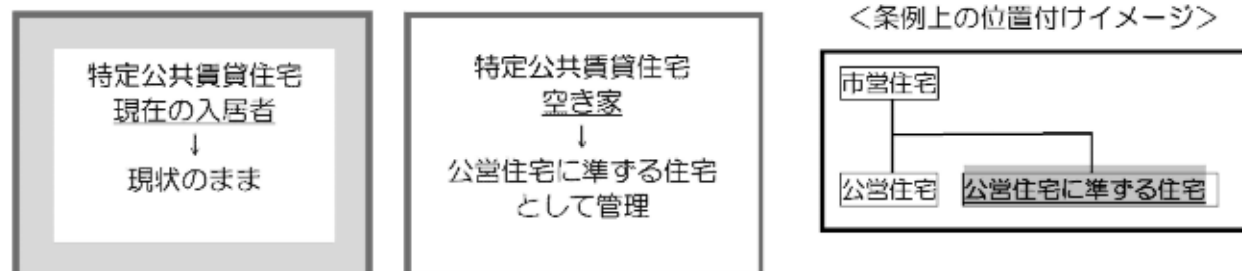 特定公共賃貸住宅
現在の入居者
↓
現状のまま
特定公共賃貸住宅
空き家
↓
公営住宅に準ずる住宅
として管理
＜条例上の位置付けイメージ＞
市営住宅
公営住宅
公営住宅に準ずる住宅